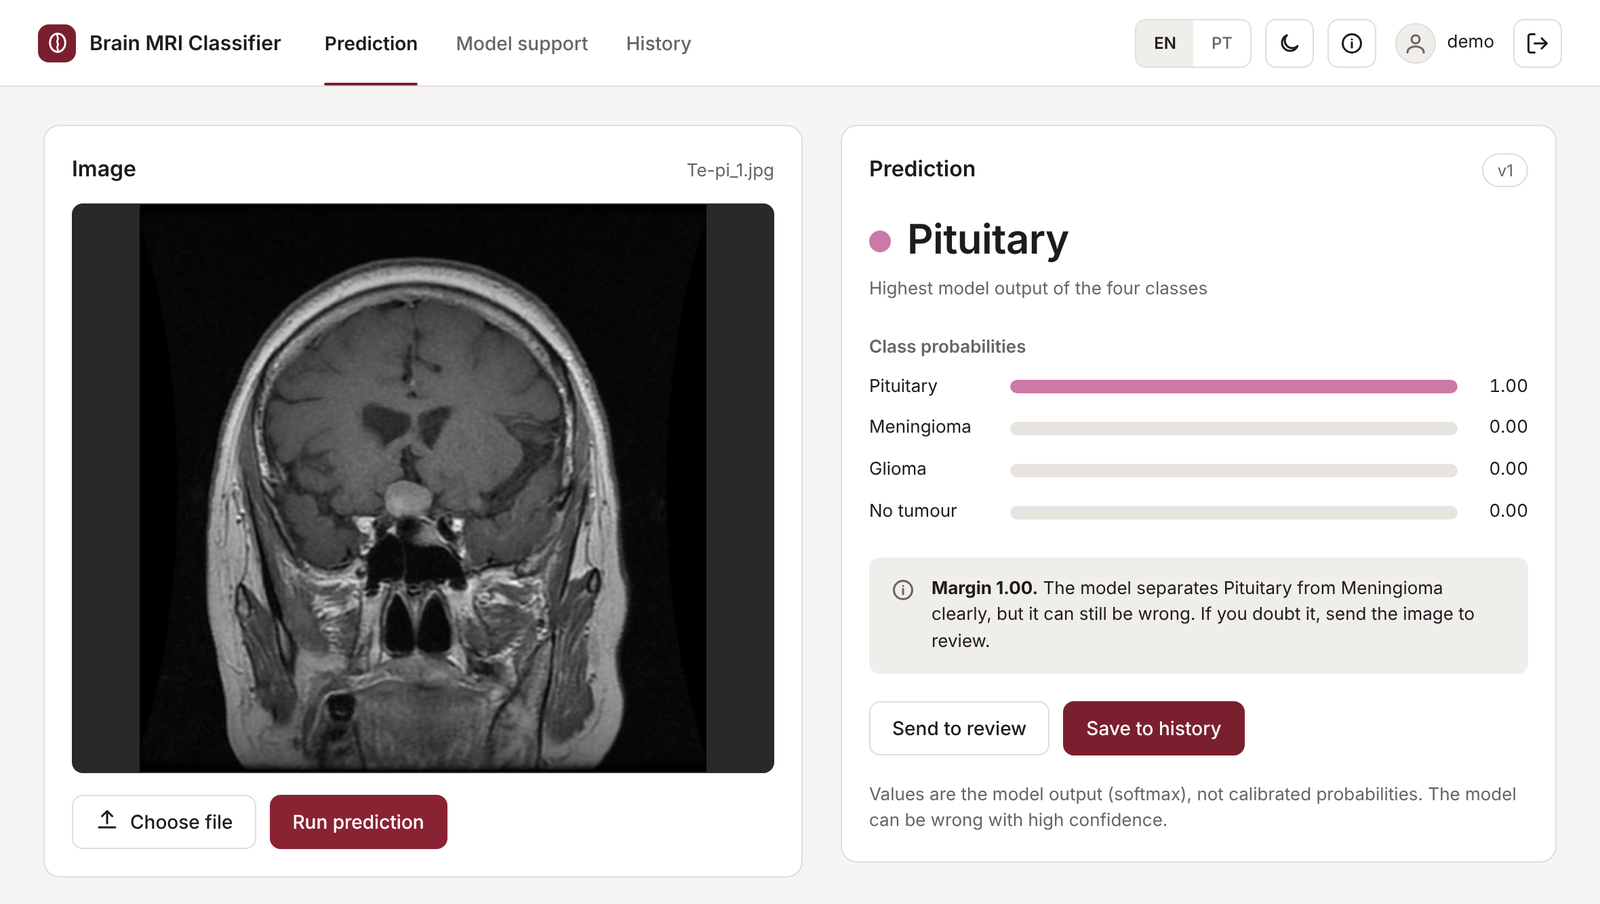 Brain MRI Classifier
Prediction
Model support
History
EN
PT
demo
Image
Te-pi_1.jpg
Choose file
Run prediction
Prediction
v1
Pituitary
Highest model output of the four classes
Class probabilities
Pituitary 1.00
Meningioma 0.00
Glioma 0.00
No tumour 0.00
Margin 1.00. The model separates Pituitary from Meningioma
clearly, but it can still be wrong. If you doubt it, send the image to
review.
Send to review
Save to history
Values are the model output (softmax), not calibrated probabilities. The model
can be wrong with high confidence.